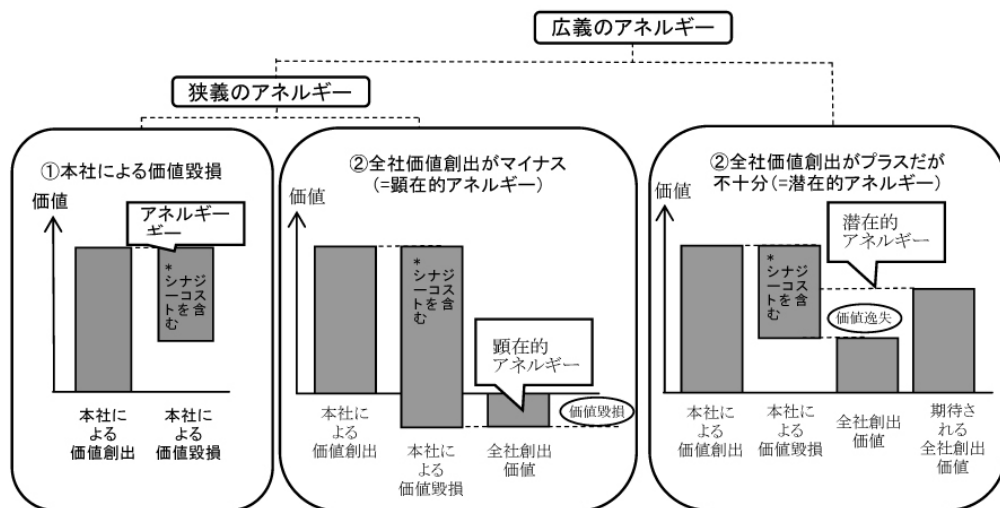 広義のアネルギー
狭義のアネルギー
①本社による価値毀損
価値
アネルギー
ギー
*
シナジ
ーコス
トを含
む
本社に
よる
価値創出
本社に
よる
価値毀損
②全社価値創出がマイナス
(=顕在的アネルギー)
価値
*
シナジ
ーコス
トを含
む
顕在的
アネルギー
価値毀損
本社に
よる
価値創出
本社に
よる
価値毀損
全社創出
価値
②全社価値創出がプラスだが
不十分(=潜在的アネルギー)
価値
潜在的
アネルギー
*
シナジ
ーコス
トを含
む
価値逸失
本社に
よる
価値創出
本社に
よる
価値毀損
全社創出
価値
期待さ
れる
全社創出
価値